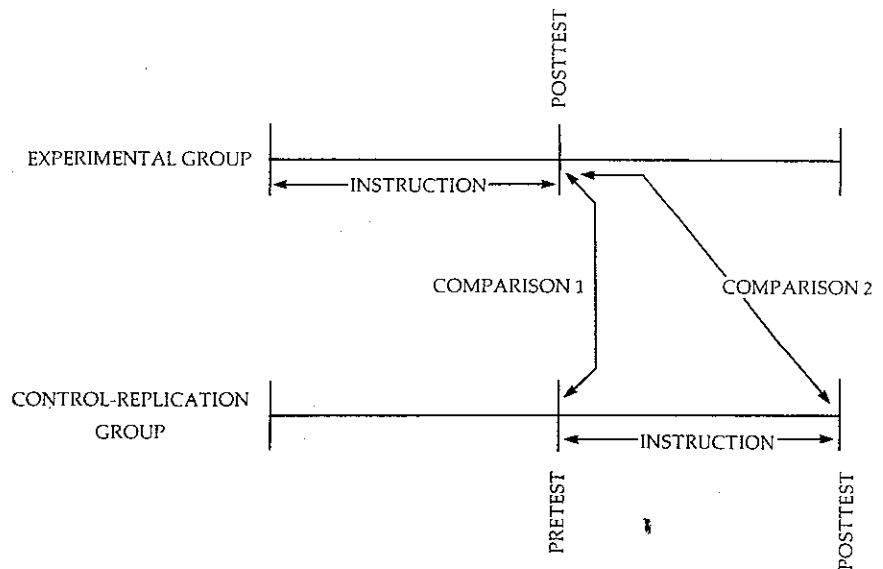 POSTTEST
EXPERIMENTAL GROUP
INSTRUCTION
COMPARISON 1
COMPARISON 2
CONTROL-REPLICATION
GROUP
INSTRUCTION
PRETEST
POSTTEST